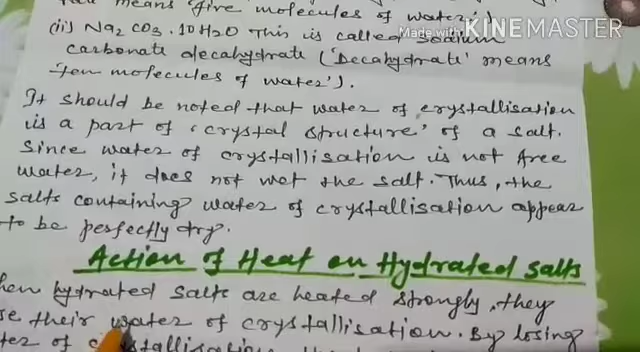 means 'five molecules of water').
(ii) Na2 CO3 . 10 H2O This is called Sodium
Made with KINEMASTER
carbonate decahydrate ('Decahydrate' means
'ten molecules of water').
It should be noted that water of crystallisation
is a part of 'crystal structure' of a salt.
Since water of crystallisation is not free
water, it does not wet the salt. Thus, the
salts containing water of crystallisation appear
to be perfectly dry.
Action of Heat on Hydrated Salts
hydrated salts are heated strongly, they
their water of crystallisation. By losing
of crystallisation